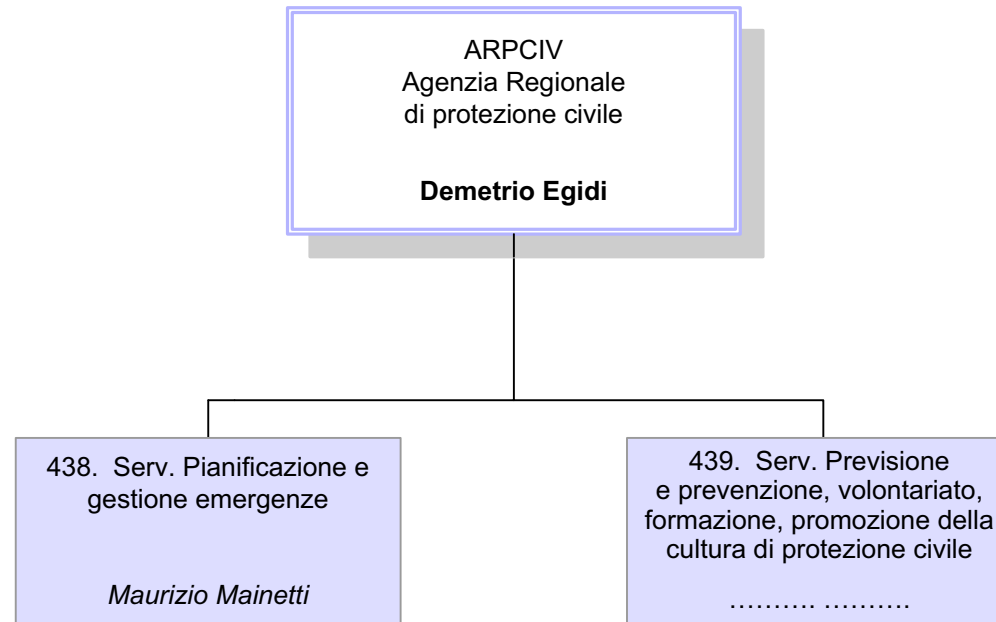 ARPCIV
Agenzia Regionale
di protezione civile
Demetrio Egidi
438. Serv. Pianificazione e
gestione emergenze
Maurizio Mainetti
439. Serv. Previsione
e prevenzione, volontariato,
formazione, promozione della
cultura di protezione civile
………. ……….